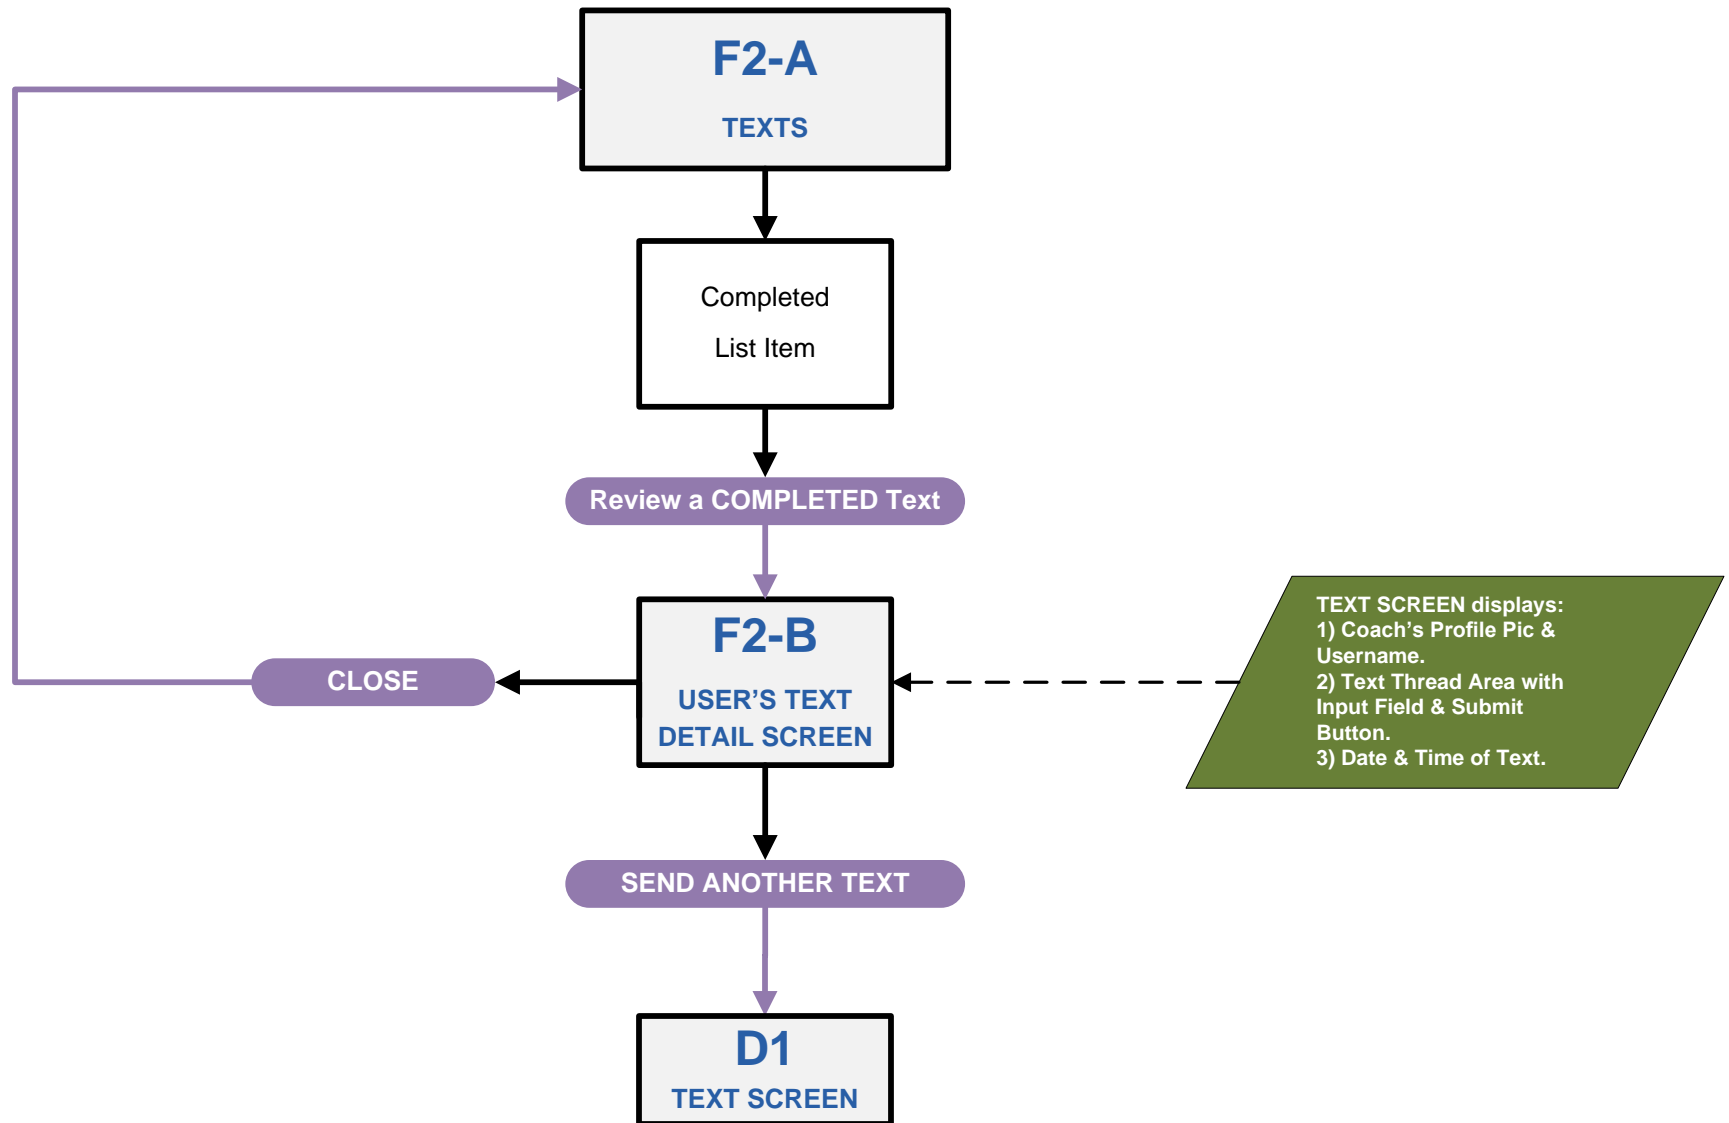 F2-A
TEXTS
Completed
List Item
Review a COMPLETED Text
F2-B
USER'S TEXT
DETAIL SCREEN
CLOSE
TEXT SCREEN displays:
1) Coach’s Profile Pic &
Username.
2) Text Thread Area with
Input Field & Submit
Button.
3) Date & Time of Text.
SEND ANOTHER TEXT
D1
TEXT SCREEN